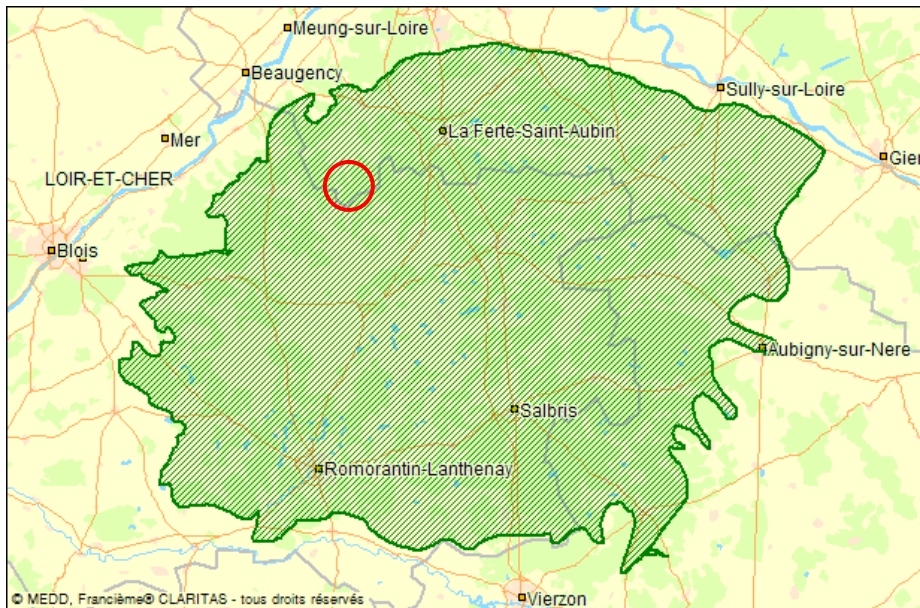 Meung-sur-Loire
Beaugency
Sully-sur-Loire
La Ferte-Saint-Aubin
Mer
Gien
LOIR-ET-CHER
Blois
Aubigny-sur-Nere
Salbris
Romorantin-Lanthenay
Vierzon
© MEDD, Francième® CLARITAS - tous droits réservés